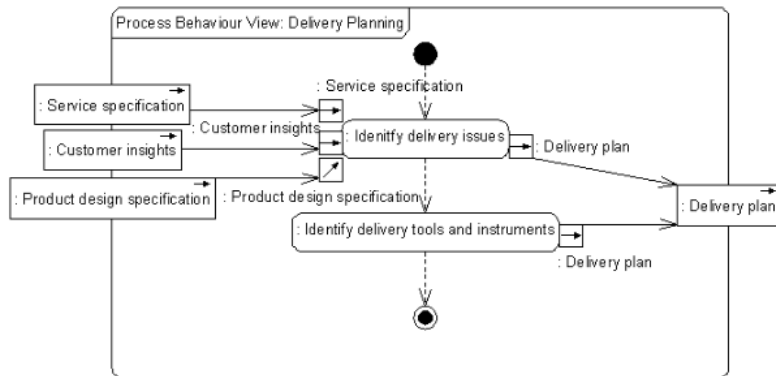 Process Behaviour View: Delivery Planning
: Service specification
: Service specification
: Customer insights
: Customer insights
: Idenitfy delivery issues
: Delivery plan
: Product design specification
: Product design specification
: Delivery plan
: Identify delivery tools and instruments
: Delivery plan